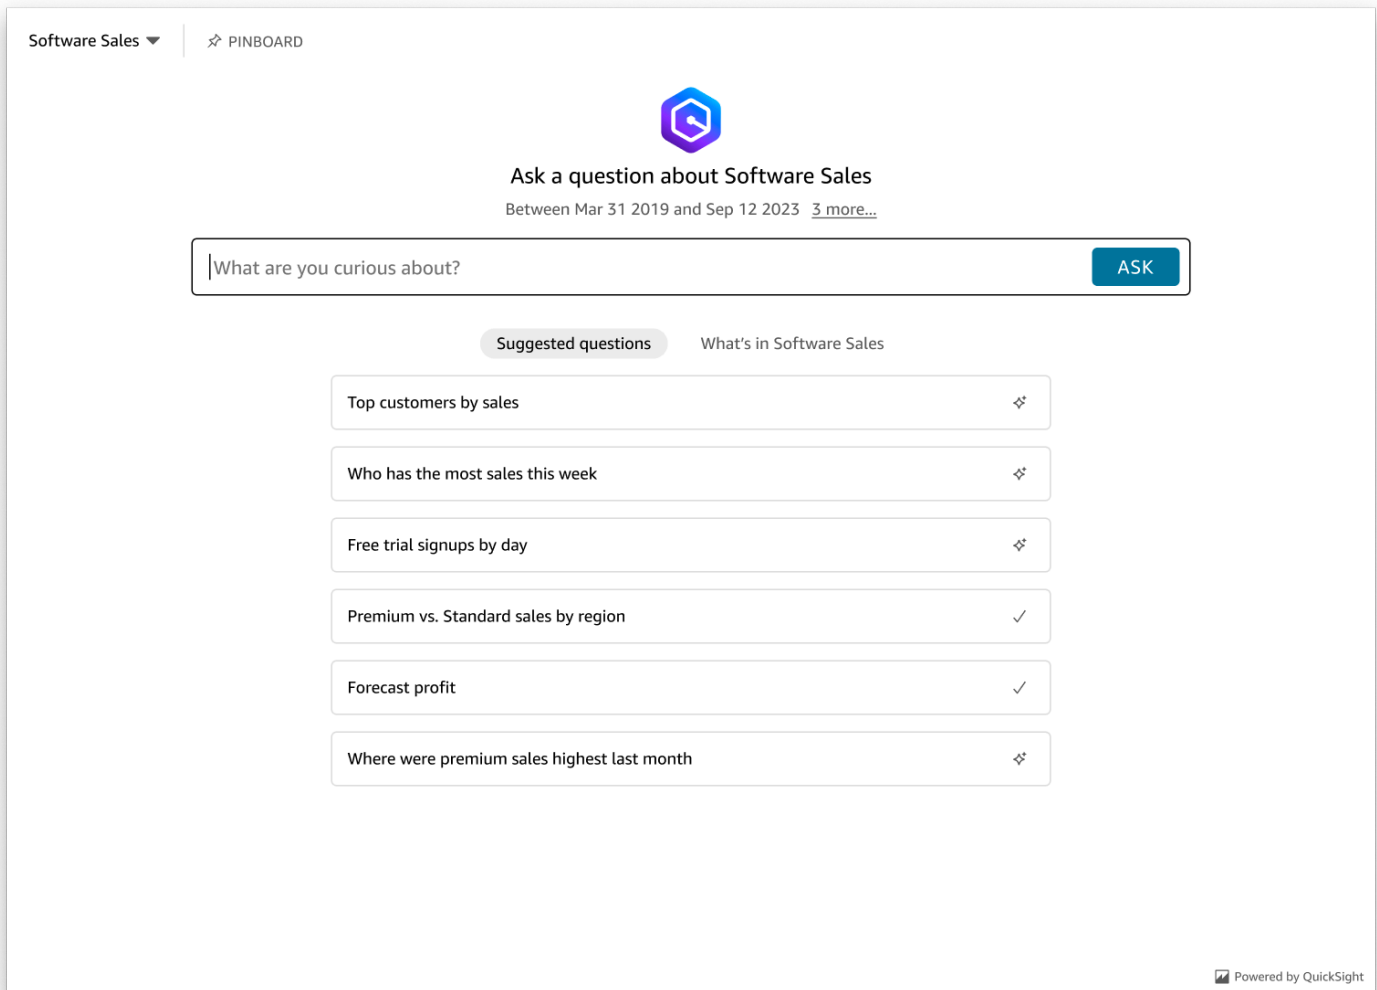 Software Sales
PINBOARD
Ask a question about Software Sales
Between Mar 31 2019 and Sep 12 2023 3 more...
What are you curious about?
ASK
Suggested questions
What's in Software Sales
Top customers by sales
Who has the most sales this week
Free trial signups by day
Premium vs. Standard sales by region
Forecast profit
Where were premium sales highest last month
Powered by QuickSight